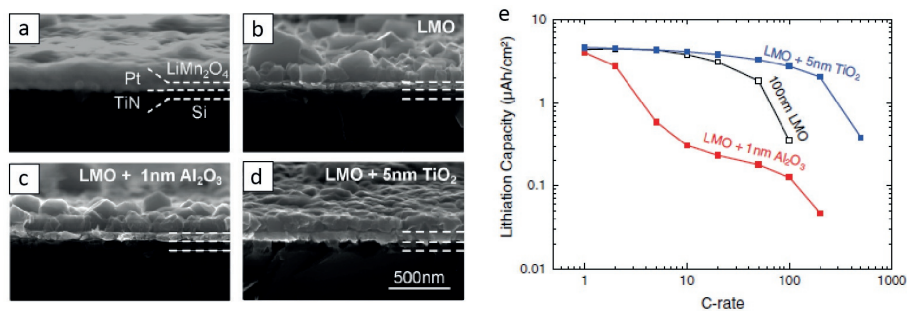 a
Pt
LiMn₂O₄
TiN
Si
b
LMO
c
LMO + 1nm Al₂O₃
d
LMO + 5nm TiO₂
500nm
e
Lithiation Capacity (µAh/cm²)
10
1
0.1
0.01
LMO + 5nm TiO₂
100nm LMO
LMO + 1nm Al₂O₃
1 10 100 1000
C-rate